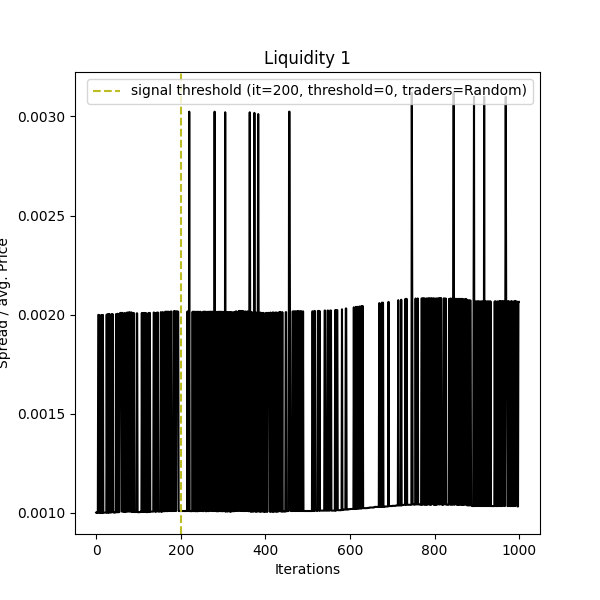 Liquidity 1
signal threshold (it=200, threshold=0, traders=Random)
Spread / avg. Price
0.0030
0.0025
0.0020
0.0015
0.0010
0 200 400 600 800 1000
Iterations